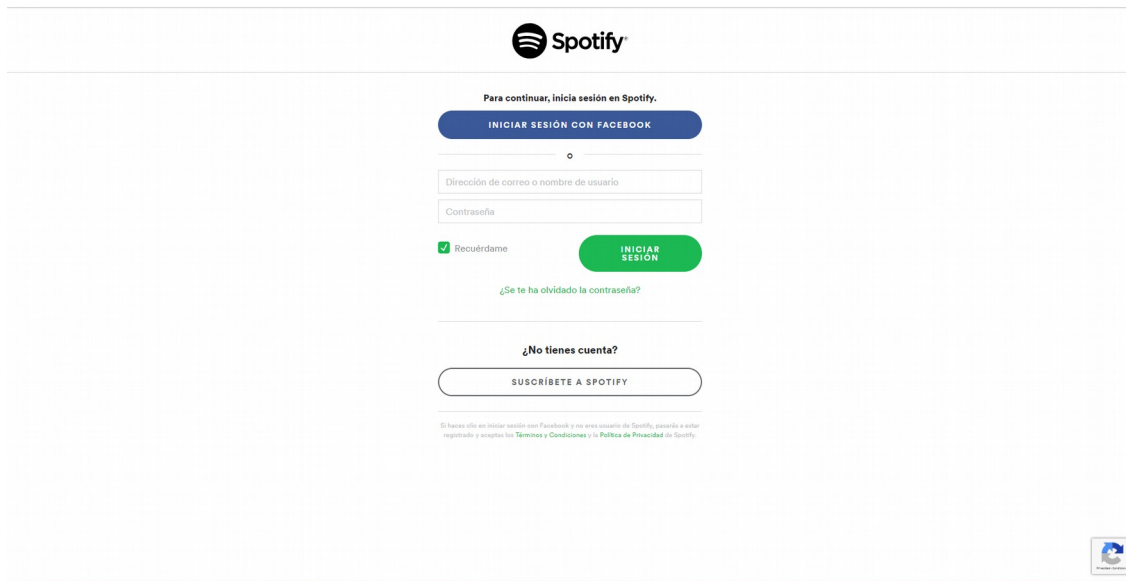 Spotify
Para continuar, inicia sesión en Spotify.
INICIAR SESIÓN CON FACEBOOK
o
Dirección de correo o nombre de usuario
Contraseña
Recuérdame
INICIAR
SESIÓN
¿Se te ha olvidado la contraseña?
¿No tienes cuenta?
SUSCRÍBETE A SPOTIFY
Si haces clic en iniciar sesión con Facebook y no eres usuario de Spotify, pasarás a estar
registrado y aceptas los Términos y Condiciones y la Política de Privacidad de Spotify.